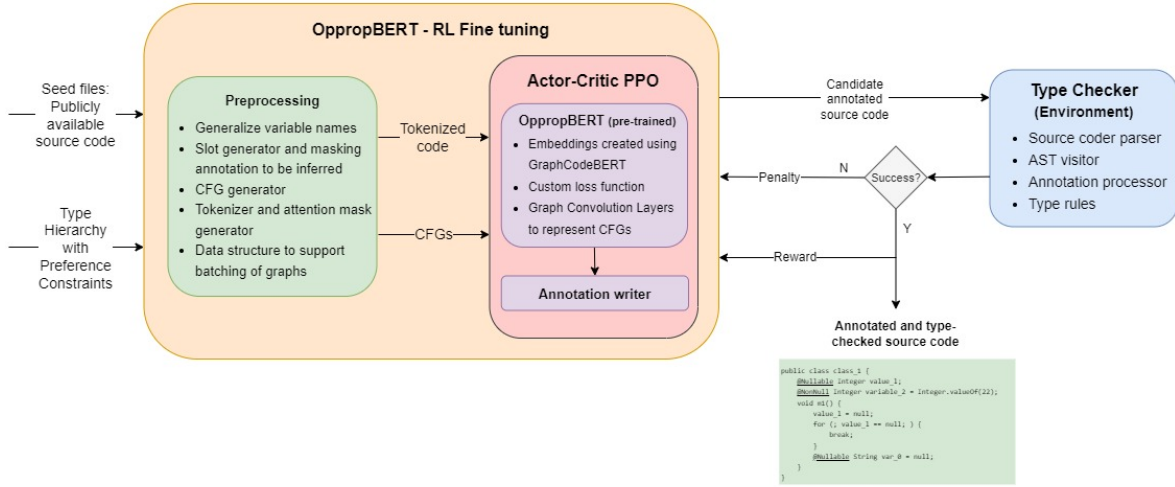 OppropBERT - RL Fine tuning
Seed files:
Publicly
available
source code
Type
Hierarchy
with
Preference
Constraints
Preprocessing
• Generalize variable names
• Slot generator and masking
annotation to be inferred
• CFG generator
• Tokenizer and attention mask
generator
• Data structure to support
batching of graphs
Tokenized
code
CFGs
Actor-Critic PPO
OppropBERT (pre-trained)
• Embeddings created using
GraphCodeBERT
• Custom loss function
• Graph Convolution Layers
to represent CFGs
Annotation writer
Candidate
annotated
source code
Type Checker
(Environment)
• Source coder parser
• AST visitor
• Annotation processor
• Type rules
Success?
N
Penalty
Y
Reward
Annotated and type-
checked source code
public class class_1 {
@Nullable integer value_1;
@NonNull integer variable_2 = integer.valueOf(22);
void m1() {
value_1 = null;
for (; value_1 == null; ) {
break;
}
@Nullable String var_0 = null;
}
}